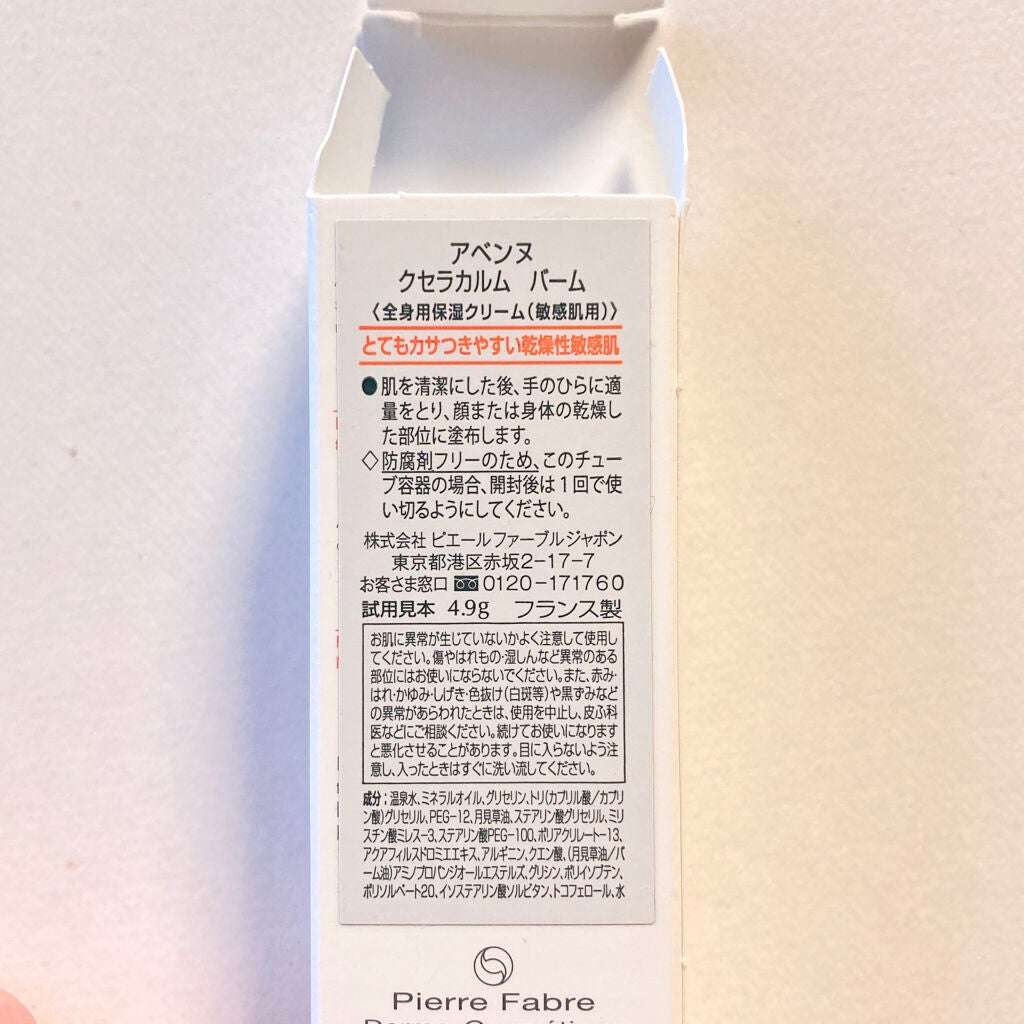 アベンヌ
クセラカルム バーム
〈全身用保湿クリーム(敏感肌用)〉
とてもカサつきやすい乾燥性敏感肌
●肌を清潔にした後、手のひらに適
量をとり、顔または身体の乾燥し
た部位に塗布します。
◇防腐剤フリーのため、このチュー
ブ容器の場合、開封後は1回で使
い切るようにしてください。
株式会社 ピエール ファーブル ジャポン
東京都港区赤坂2-17-7
お客さま窓口 0120-171760
試用見本 4.9g フランス製
お肌に異常が生じていないかよく注意して使用し
てください。傷やはれもの・湿しんなど異常のある
部位にはお使いにならないでください。また、赤み・
はれ・かゆみ・しげき・色抜け(白斑等)や黒ずみなど
の異常があらわれたときは、使用を中止し、皮ふ科
医などにご相談ください。続けてお使いになります
と悪化させることがあります。目に入らないよう注
意し、入ったときはすぐに洗い流してください。
成分;温泉水、ミネラルオイル、グリセリン、トリ(カプリル酸/カプリ
ン酸)グリセリル、PEG-12、月見草油、ステアリン酸グリセリル、ミリ
スチン酸ミレス-3、ステアリン酸PEG-100、ポリアクリレート-13、
アクアフィルスドロミエエキス、アルギニン、クエン酸、(月見草油/パ
ーム油)アミノプロパンジオールエステルズ、グリシン、ポリイソブテン、
ポリソルベート20、イソステアリン酸ソルビタン、トコフェロール、水
Pierre Fabre